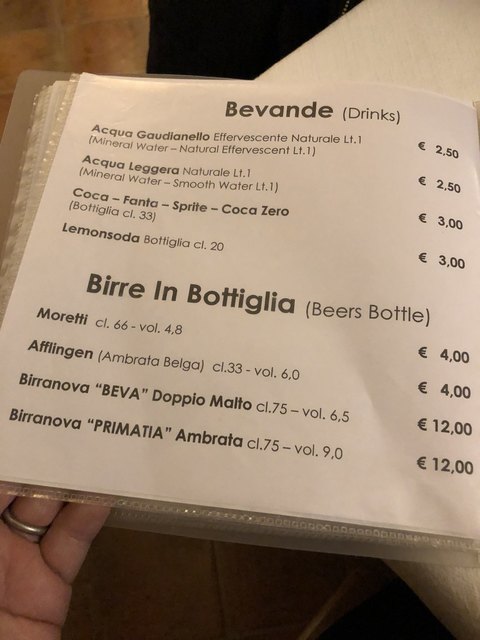 Bevande (Drinks)
Acqua Gaudianello Effervescente Naturale Lt.1 € 2,50
(Mineral Water – Natural Effervescent Lt.1)
Acqua Leggera Naturale Lt.1 € 2,50
(Mineral Water – Smooth Water Lt.1)
Coca – Fanta – Sprite – Coca Zero € 3,00
(Bottiglia cl. 33)
Lemonsoda Bottiglia cl. 20 € 3,00
Birre In Bottiglia (Beers Bottle)
Moretti cl. 66 - vol. 4,8 € 4,00
Afflingen (Ambrata Belga) cl.33 - vol. 6,0 € 4,00
Birranova “BEVA” Doppio Malto cl.75 – vol. 6,5 € 12,00
Birranova “PRIMATIA” Ambrata cl.75 – vol. 9,0 € 12,00